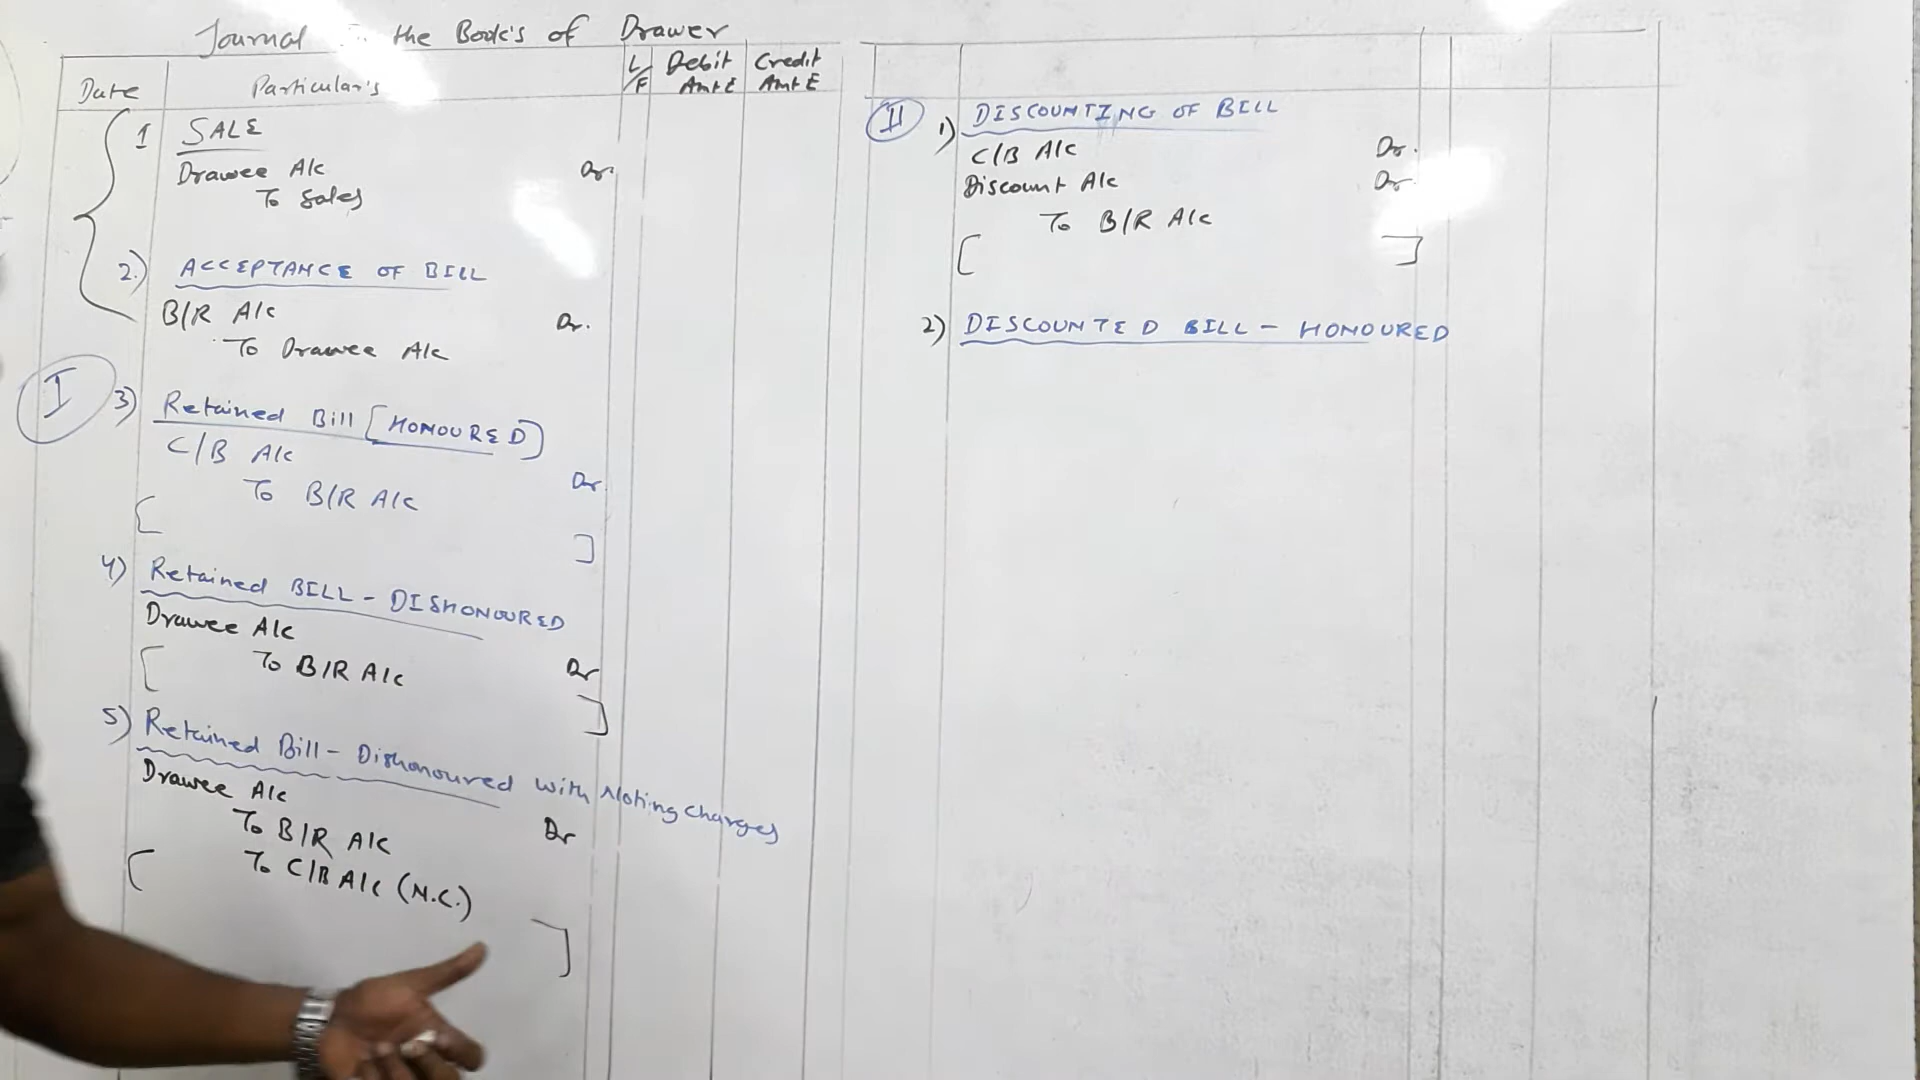 Journal the Book's of Drawer
Date Particular's L/F Debit Amt ₹ Credit Amt ₹
1 SALE
Drawee A/c Dr.
To Sales
2.) ACCEPTANCE OF BILL
B/R A/c Dr.
To Drawee A/c
I
3) Retained Bill [HONOURED]
C/B A/c Dr.
To B/R A/c
[ ]
4) Retained BILL - DISHONOURED
Drawee A/c Dr
To B/R A/c
[ ]
5) Retained Bill - Dishonoured with Noting Charges
Drawee A/c Dr
To B/R A/c
To C/B A/c (N.C.)
[ ]
II
1) DISCOUNTING OF BILL
C/B A/c Dr.
Discount A/c Dr.
To B/R A/c
[ ]
2) DISCOUNTED BILL - HONOURED